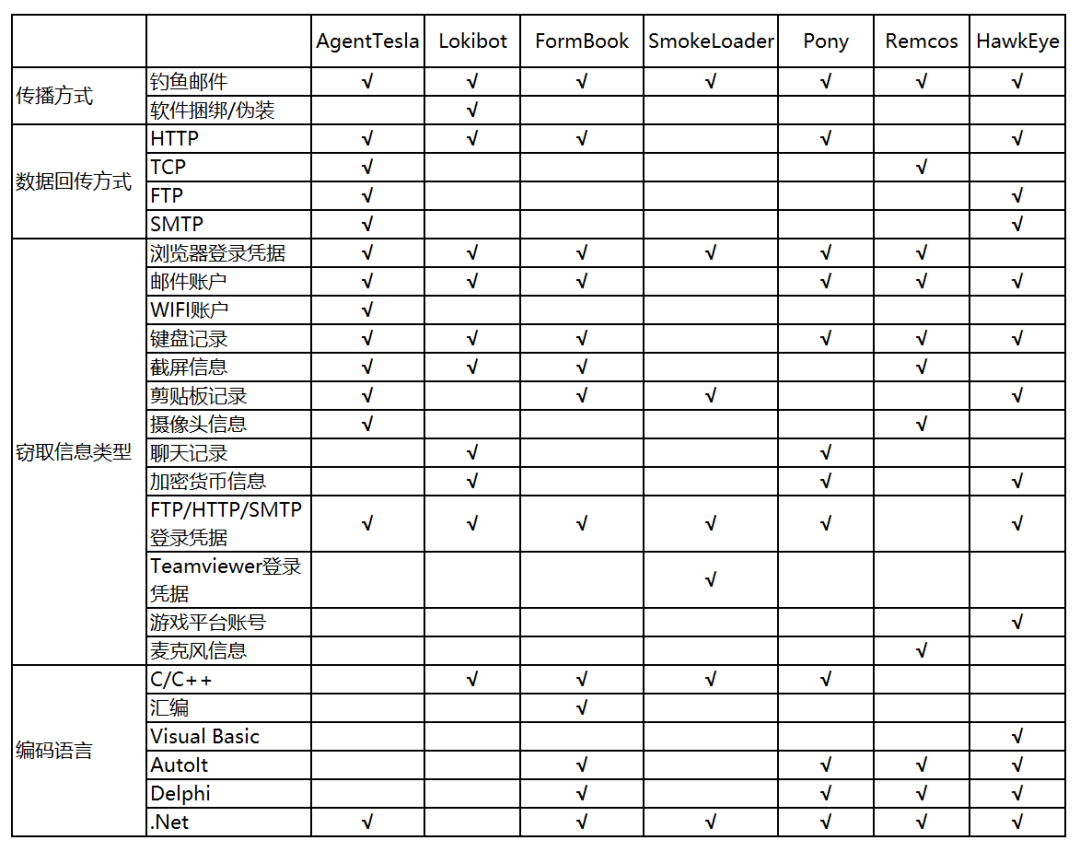 AgentTesla Lokibot FormBook SmokeLoader Pony Remcos HawkEye
传播方式
钓鱼邮件 √ √ √ √ √ √ √
软件捆绑/伪装 √
数据回传方式
HTTP √ √ √ √ √
TCP √ √
FTP √ √
SMTP √ √
窃取信息类型
浏览器登录凭据 √ √ √ √ √ √
邮件账户 √ √ √ √ √ √
WIFI账户 √
键盘记录 √ √ √ √ √ √
截屏信息 √ √ √ √
剪贴板记录 √ √ √ √
摄像头信息 √ √
聊天记录 √ √
加密货币信息 √ √ √
FTP/HTTP/SMTP
登录凭据 √ √ √ √ √ √
Teamviewer登录
凭据 √
游戏平台账号 √
麦克风信息 √
编码语言
C/C++ √ √ √ √
汇编 √
Visual Basic √
AutoIt √ √ √ √
Delphi √ √ √ √
.Net √ √ √ √ √ √